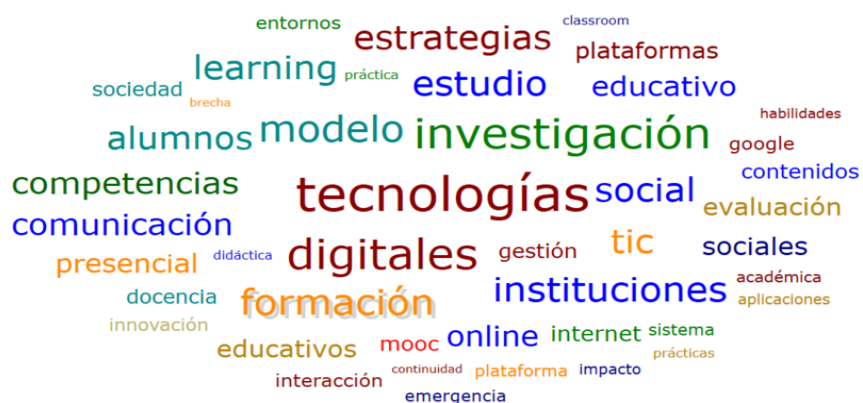 entornos estrategias classroom
learning práctica plataformas
sociedad estudio educativo
brecha
alumnos modelo investigación habilidades
google
competencias tecnologías social contenidos
comunicación evaluación
presencial didáctica digitales gestión tic sociales
docencia formación instituciones académica
aplicaciones
innovación online internet sistema
educativos mooc prácticas
interacción continuidad plataforma impacto
emergencia